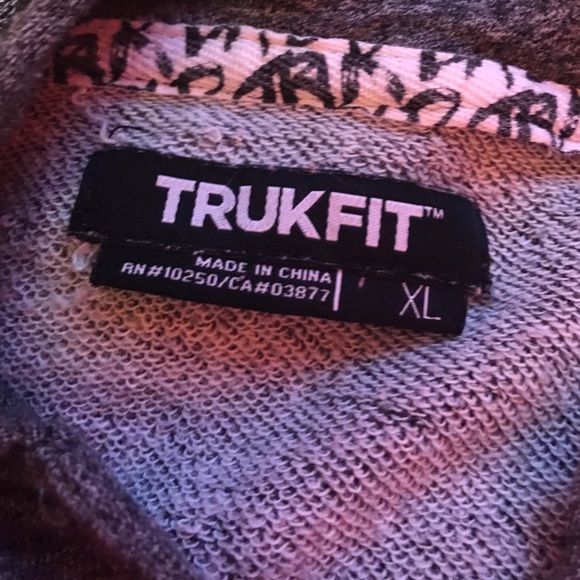 TRUKFIT™
MADE IN CHINA
RN#10250/CA#03877
XL